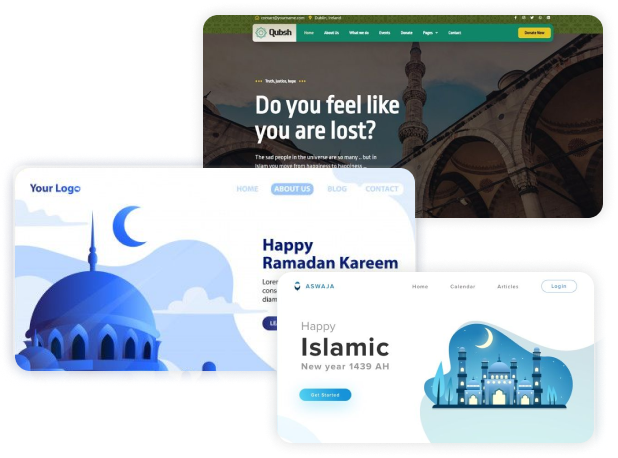 contact@yourname.com Dublin, Ireland
Qubsh
Home About Us What we do Events Donate Pages Contact Donate Now
Truth, justice, hope
Do you feel like
you are lost?
The sad people in the universe are so many .. but in
Islam you move from happiness to happiness ..
Your Logo
HOME ABOUT US BLOG CONTACT
Happy
Ramadan Kareem
Lorem
cons
diam
LE
ASWAJA
Home Calendar Articles Login
Happy
Islamic
New year 1439 AH
Get Started